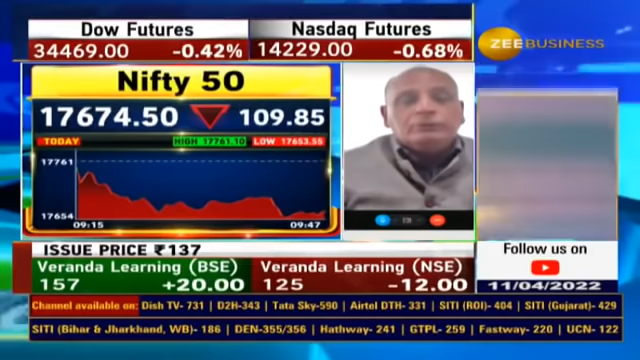 Dow Futures
34469.00 -0.42%
Nasdaq Futures
14229.00 -0.68%
ZEE BUSINESS
Nifty 50
17674.50 109.85
TODAY HIGH 17761.10 LOW 17653.55
17761
17654
09:15 09:47
Follow us on
11/04/2022
ISSUE PRICE ₹137
Veranda Learning (BSE)
157 +20.00
Veranda Learning (NSE)
125 -12.00
Channel available on: Dish TV- 731 | D2H-343 | Tata Sky-590 | Airtel DTH- 331 | SITI (ROI)- 404 | SITI (Gujarat)- 429
SITI (Bihar & Jharkhand, WB)- 186 | DEN-355/356 | Hathway- 241 | GTPL- 259 | Fastway- 220 | UCN- 122